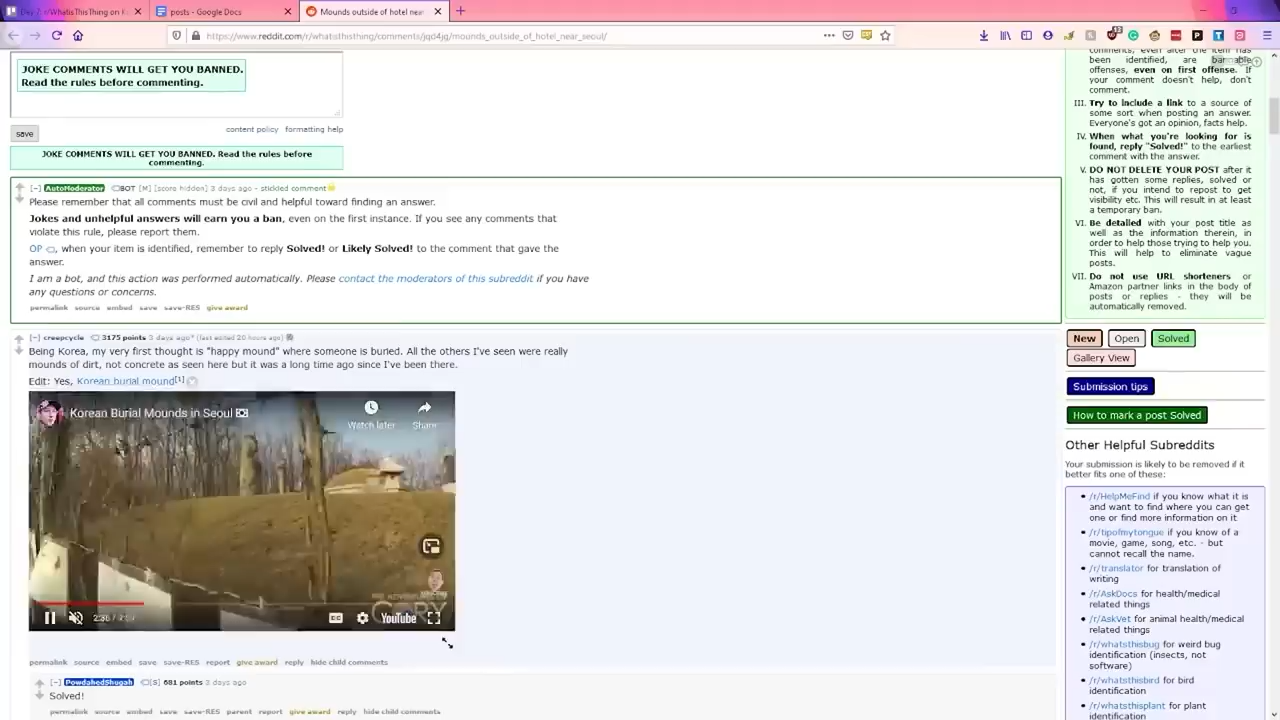 posts - Google Docs
Mounds outside of hotel near
https://www.reddit.com/r/whatisthisthing/comments/jqd4jq/mounds_outside_of_hotel_near_seoul/
JOKE COMMENTS WILL GET YOU BANNED.
Read the rules before commenting.
content policy formatting help
save
JOKE COMMENTS WILL GET YOU BANNED. Read the rules before
commenting.
[–] AutoModerator BOT [M] [score hidden] 3 days ago - stickied comment
Please remember that all comments must be civil and helpful toward finding an answer.
Jokes and unhelpful answers will earn you a ban, even on the first instance. If you see any comments that
violate this rule, please report them.
OP, when your item is identified, remember to reply Solved! or Likely Solved! to the comment that gave the
answer.
I am a bot, and this action was performed automatically. Please contact the moderators of this subreddit if you have
any questions or concerns.
permalink source embed save save-RES give award
[–] creepcycle 3175 points 3 days ago* (last edited 20 hours ago)
Being Korea, my very first thought is "happy mound" where someone is buried. All the others I've seen were really
mounds of dirt, not concrete as seen here but it was a long time ago since I've been there.
Edit: Yes, Korean burial mound[1]
Korean Burial Mounds in Seoul
Watch later
Share
CC
YouTube
permalink source embed save save-RES report give award reply hide child comments
[–] PowdahedShugah [S] 681 points 3 days ago
Solved!
permalink source embed save save-RES parent report give award reply hide child comments
comments, even after the item has
been identified, are bannable
offenses, even on first offense. If
your comment doesn't help, don't
comment.
III. Try to include a link to a source of
some sort when posting an answer.
Everyone's got an opinion, facts help.
IV. When what you're looking for is
found, reply "Solved!" to the earliest
comment with the answer.
V. DO NOT DELETE YOUR POST after it
has gotten some replies, solved or
not, if you intend to repost to get
visibility etc. This will result in at least
a temporary ban.
VI. Be detailed with your post title as
well as the information therein, in
order to help those trying to help you.
This will help to eliminate vague
posts.
VII. Do not use URL shorteners or
Amazon partner links in the body of
posts or replies - they will be
automatically removed.
New Open Solved
Gallery View
Submission tips
How to mark a post Solved
Other Helpful Subreddits
Your submission is likely to be removed if it
better fits one of these:
/r/HelpMeFind if you know what it is
and want to find where you can get
one or find more information on it
/r/tipofmytongue if you know of a
movie, game, song, etc. - but
cannot recall the name.
/r/translator for translation of
writing
/r/AskDocs for health/medical
related things
/r/AskVet for animal health/medical
related things
/r/whatsthisbug for weird bug
identification (insects, not
software)
/r/whatsthisbird for bird
identification
/r/whatsthisplant for plant
identification